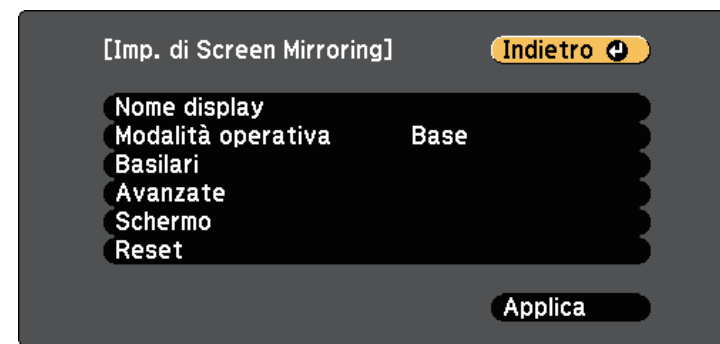 [Imp. di Screen Mirroring] Indietro
Nome display
Modalità operativa Base
Basilari
Avanzate
Schermo
Reset
Applica